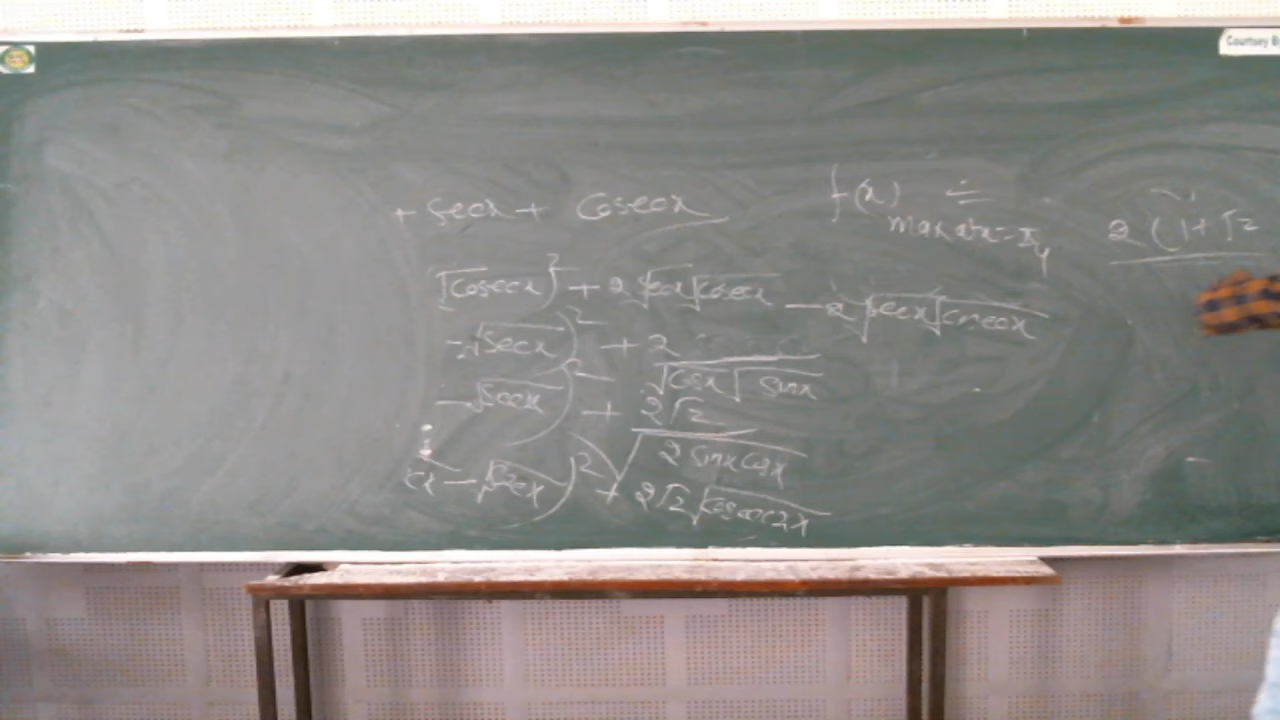 Courtsey B
+ secx + Cosecx
f(x)
max at x = π/4
2(1+√2
√cosecx)² + 2√secx√cosecx - 2√secx√cosecx
-√secx)² + 2/(√cosx√sinx)
-√secx)² + 2√2/√(2 sinx cosx)
-√secx)² + 2√2√cosec2x